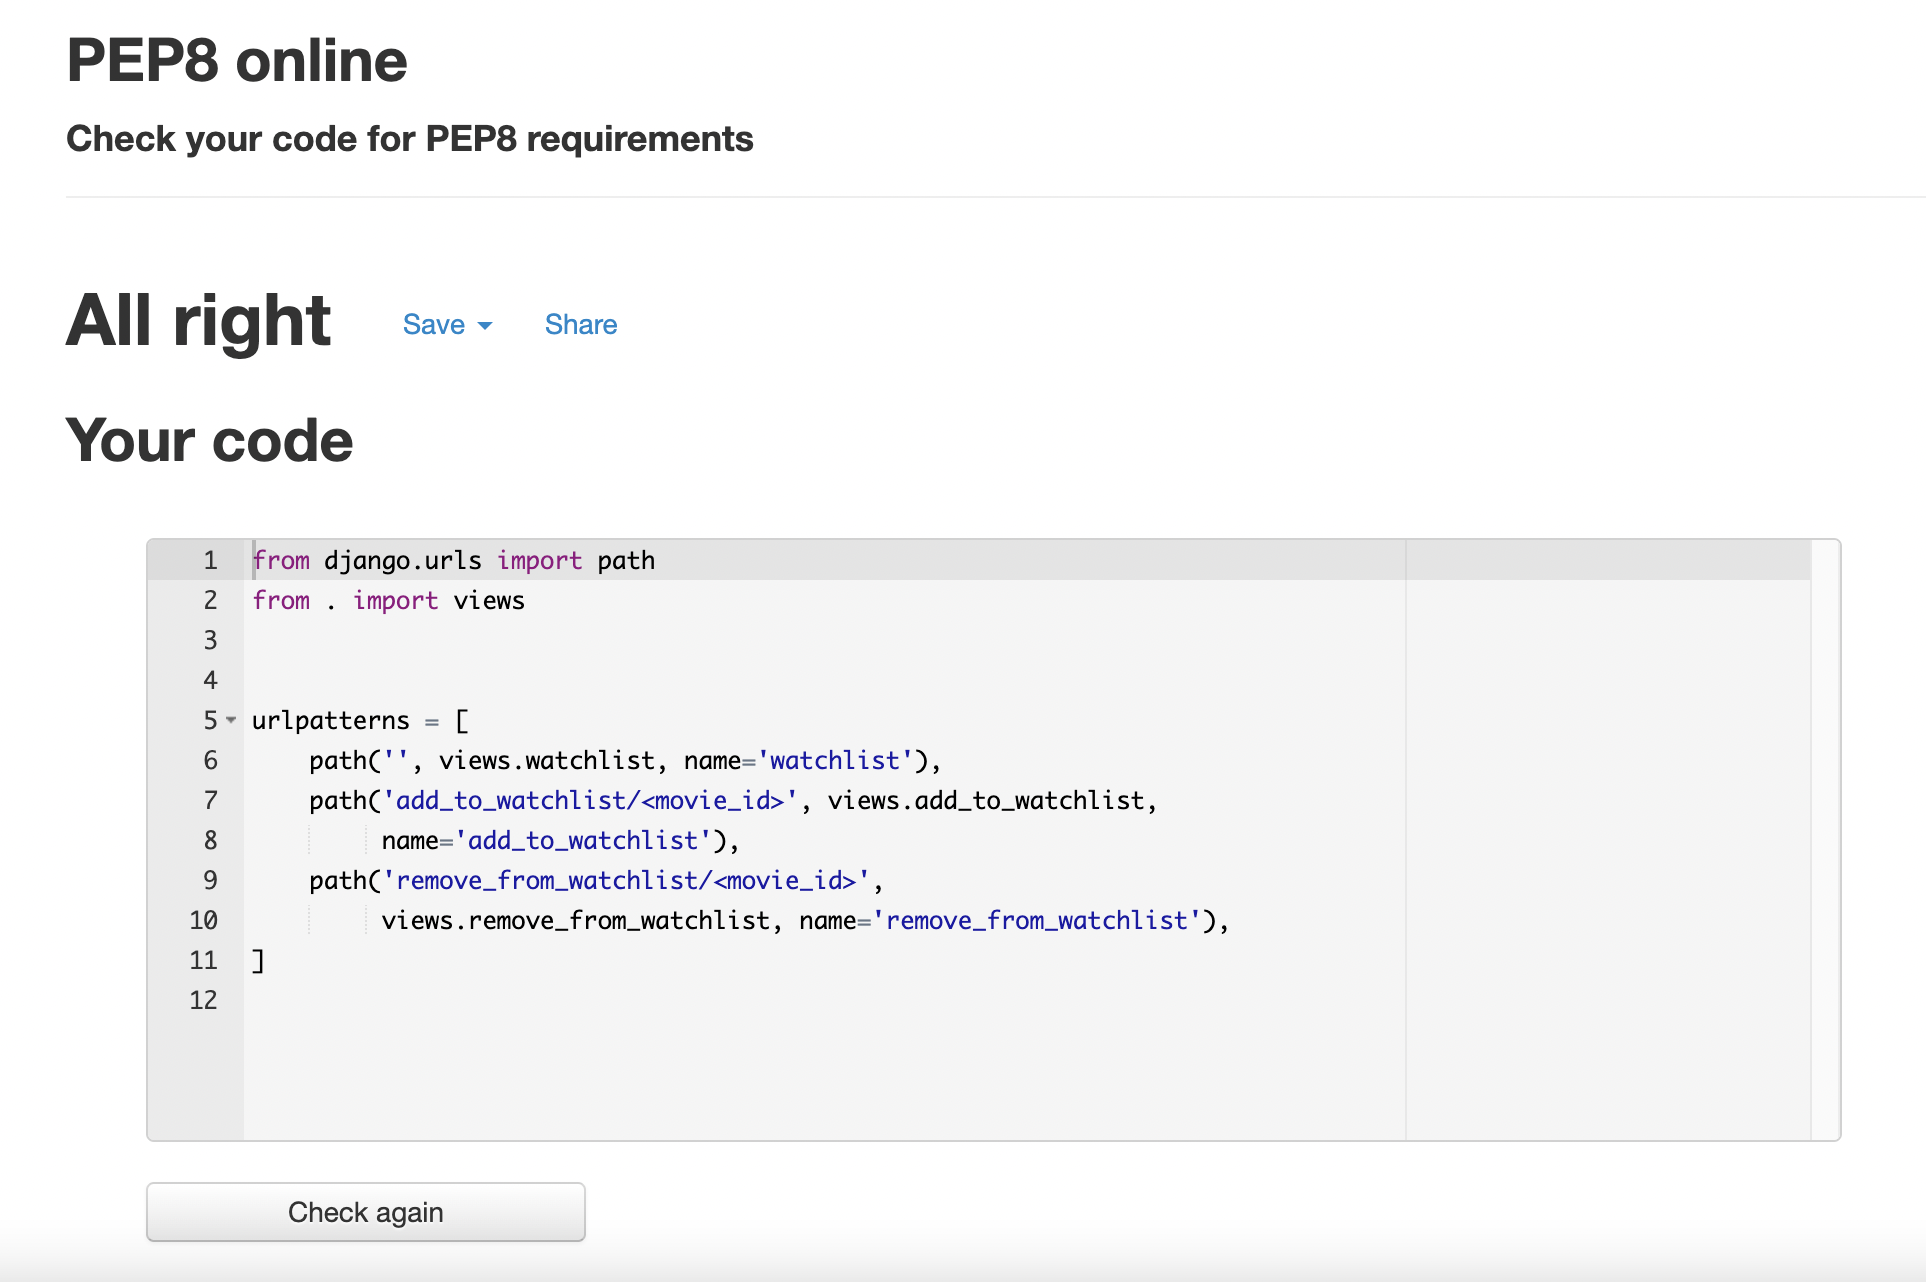 PEP8 online
Check your code for PEP8 requirements
All right Save Share
Your code
1 from django.urls import path
2 from . import views
3
4
5 urlpatterns = [
6     path('', views.watchlist, name='watchlist'),
7     path('add_to_watchlist/<movie_id>', views.add_to_watchlist,
8          name='add_to_watchlist'),
9     path('remove_from_watchlist/<movie_id>',
10          views.remove_from_watchlist, name='remove_from_watchlist'),
11 ]
12
Check again